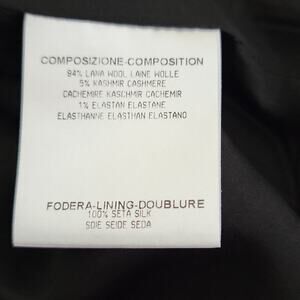 COMPOSIZIONE-COMPOSITION
94% LANA WOOL LAINE WOLLE
5% KASHMIR CASHMERE
CACHEMIRE KASCHMIR CACHEMIR
1% ELASTAN ELASTANE
ELASTHANNE ELASTHAN ELASTANO
FODERA-LINING-DOUBLURE
100% SETA SILK
SOIE SEIDE SEDA